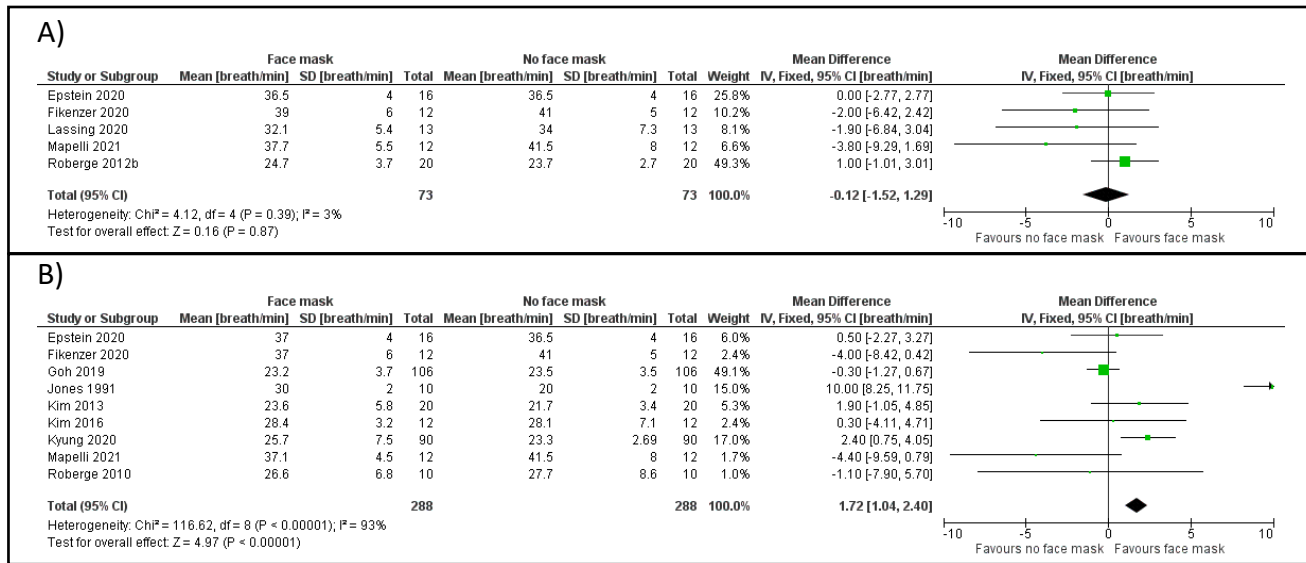 A)
Face mask No face mask Mean Difference Mean Difference
Study or Subgroup Mean [breath/min] SD [breath/min] Total Mean [breath/min] SD [breath/min] Total Weight IV, Fixed, 95% CI [breath/min] IV, Fixed, 95% CI [breath/min]
Epstein 2020 36.5 4 16 36.5 4 16 25.8% 0.00 [-2.77, 2.77]
Fikenzer 2020 39 6 12 41 5 12 10.2% -2.00 [-6.42, 2.42]
Lassing 2020 32.1 5.4 13 34 7.3 13 8.1% -1.90 [-6.84, 3.04]
Mapelli 2021 37.7 5.5 12 41.5 8 12 6.6% -3.80 [-9.29, 1.69]
Roberge 2012b 24.7 3.7 20 23.7 2.7 20 49.3% 1.00 [-1.01, 3.01]
Total (95% CI) 73 73 100.0% -0.12 [-1.52, 1.29]
Heterogeneity: Chi² = 4.12, df = 4 (P = 0.39); I² = 3%
Test for overall effect: Z = 0.16 (P = 0.87)
-10 -5 0 5 10
Favours no face mask Favours face mask
B)
Face mask No face mask Mean Difference Mean Difference
Study or Subgroup Mean [breath/min] SD [breath/min] Total Mean [breath/min] SD [breath/min] Total Weight IV, Fixed, 95% CI [breath/min] IV, Fixed, 95% CI [breath/min]
Epstein 2020 37 4 16 36.5 4 16 6.0% 0.50 [-2.27, 3.27]
Fikenzer 2020 37 6 12 41 5 12 2.4% -4.00 [-8.42, 0.42]
Goh 2019 23.2 3.7 106 23.5 3.5 106 49.1% -0.30 [-1.27, 0.67]
Jones 1991 30 2 10 20 2 10 15.0% 10.00 [8.25, 11.75]
Kim 2013 23.6 5.8 20 21.7 3.4 20 5.3% 1.90 [-1.05, 4.85]
Kim 2016 28.4 3.2 12 28.1 7.1 12 2.4% 0.30 [-4.11, 4.71]
Kyung 2020 25.7 7.5 90 23.3 2.69 90 17.0% 2.40 [0.75, 4.05]
Mapelli 2021 37.1 4.5 12 41.5 8 12 1.7% -4.40 [-9.59, 0.79]
Roberge 2010 26.6 6.8 10 27.7 8.6 10 1.0% -1.10 [-7.90, 5.70]
Total (95% CI) 288 288 100.0% 1.72 [1.04, 2.40]
Heterogeneity: Chi² = 116.62, df = 8 (P < 0.00001); I² = 93%
Test for overall effect: Z = 4.97 (P < 0.00001)
-10 -5 0 5 10
Favours no face mask Favours face mask